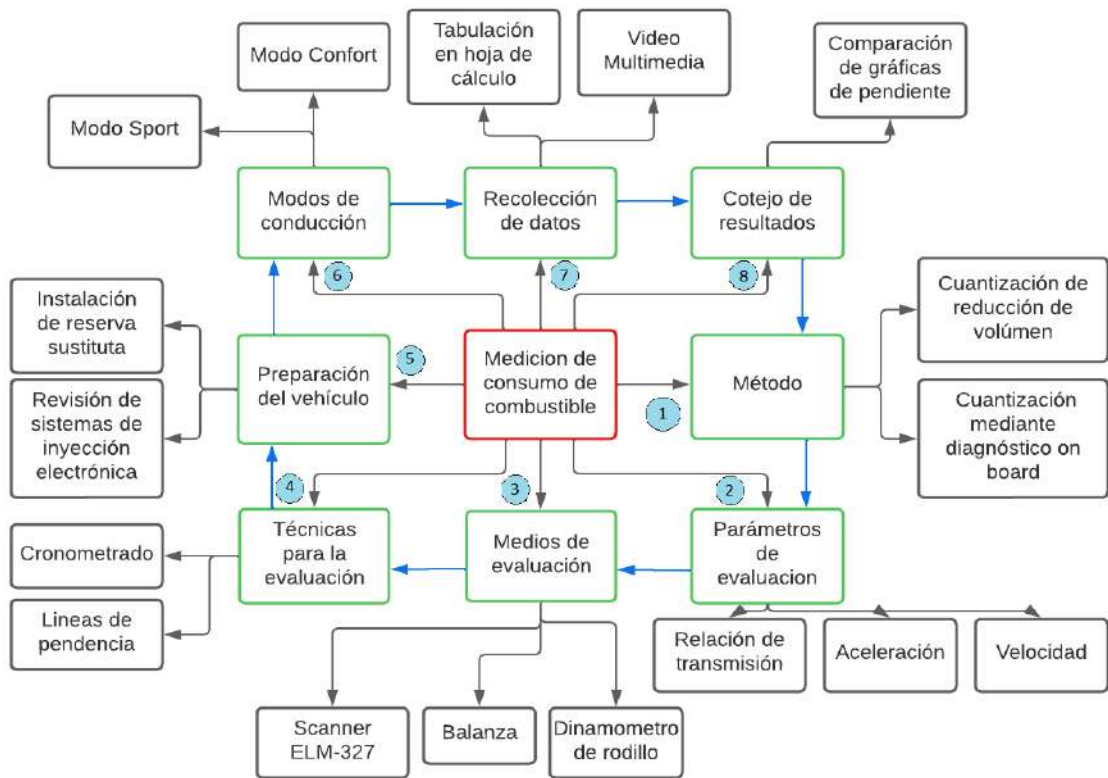 Modo Confort
Tabulación
en hoja de
cálculo
Video
Multimedia
Comparación
de gráficas
de pendiente
Modo Sport
Modos de
conducción
Recolección
de datos
Cotejo de
resultados
6
7
8
Instalación
de reserva
sustituta
Cuantización de
reducción de
volúmen
Preparación
del vehículo
5
Medicion de
consumo de
combustible
1
Método
Revisión de
sistemas de
inyección
electrónica
Cuantización
mediante
diagnóstico on
board
4
3
2
Cronometrado
Técnicas
para la
evaluación
Medios de
evaluación
Parámetros
de
evaluacion
Lineas de
pendencia
Relación de
transmisión
Aceleración
Velocidad
Scanner
ELM-327
Balanza
Dinamometro
de rodillo